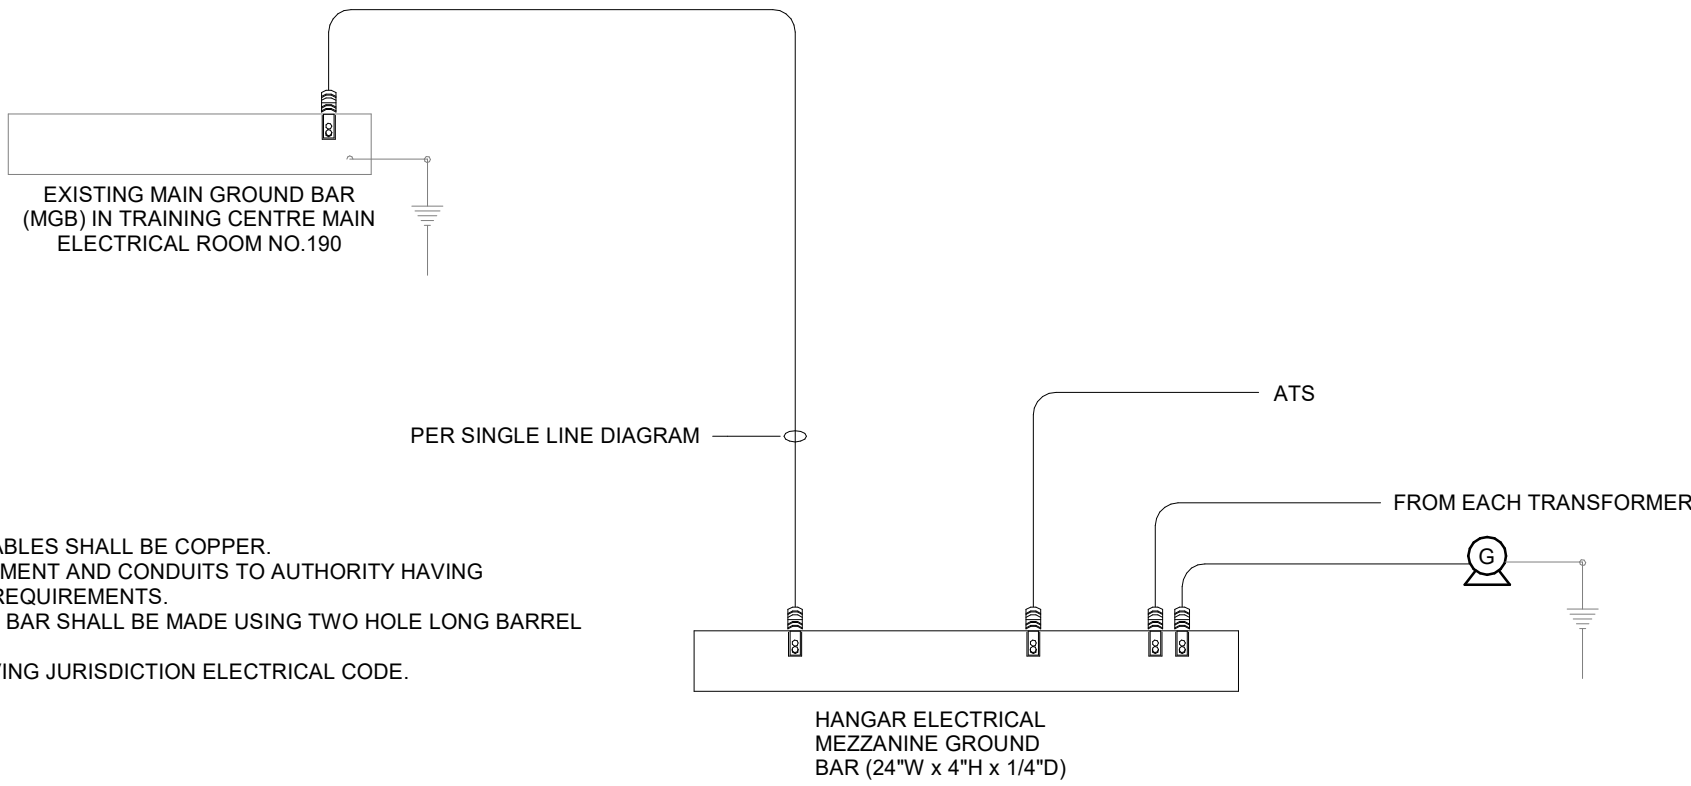 EXISTING MAIN GROUND BAR
(MGB) IN TRAINING CENTRE MAIN
ELECTRICAL ROOM NO.190
ATS
PER SINGLE LINE DIAGRAM
FROM EACH TRANSFORMER
G
ABLES SHALL BE COPPER.
MENT AND CONDUITS TO AUTHORITY HAVING
REQUIREMENTS.
BAR SHALL BE MADE USING TWO HOLE LONG BARREL
ING JURISDICTION ELECTRICAL CODE.
HANGAR ELECTRICAL
MEZZANINE GROUND
BAR (24"W x 4"H x 1/4"D)